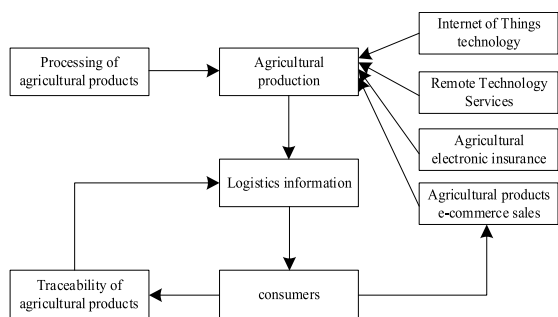 Processing of
agricultural products
Agricultural
production
Internet of Things
technology
Remote Technology
Services
Agricultural
electronic insurance
Agricultural products
e-commerce sales
Logistics information
Traceability of
agricultural products
consumers